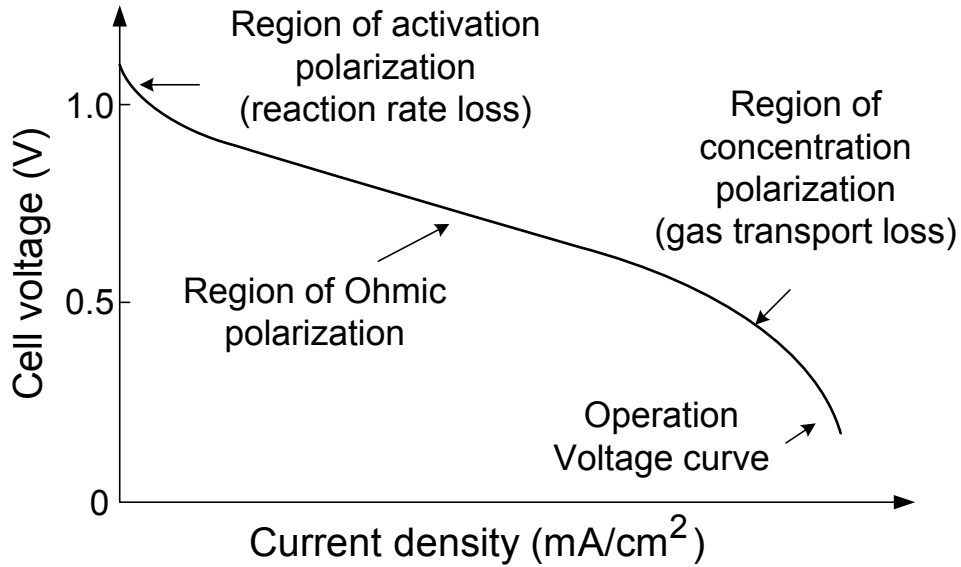 Region of activation
polarization
(reaction rate loss)
Region of
concentration
polarization
(gas transport loss)
Cell voltage (V)
1.0
0.5
0
Region of Ohmic
polarization
Operation
Voltage curve
Current density (mA/cm²)